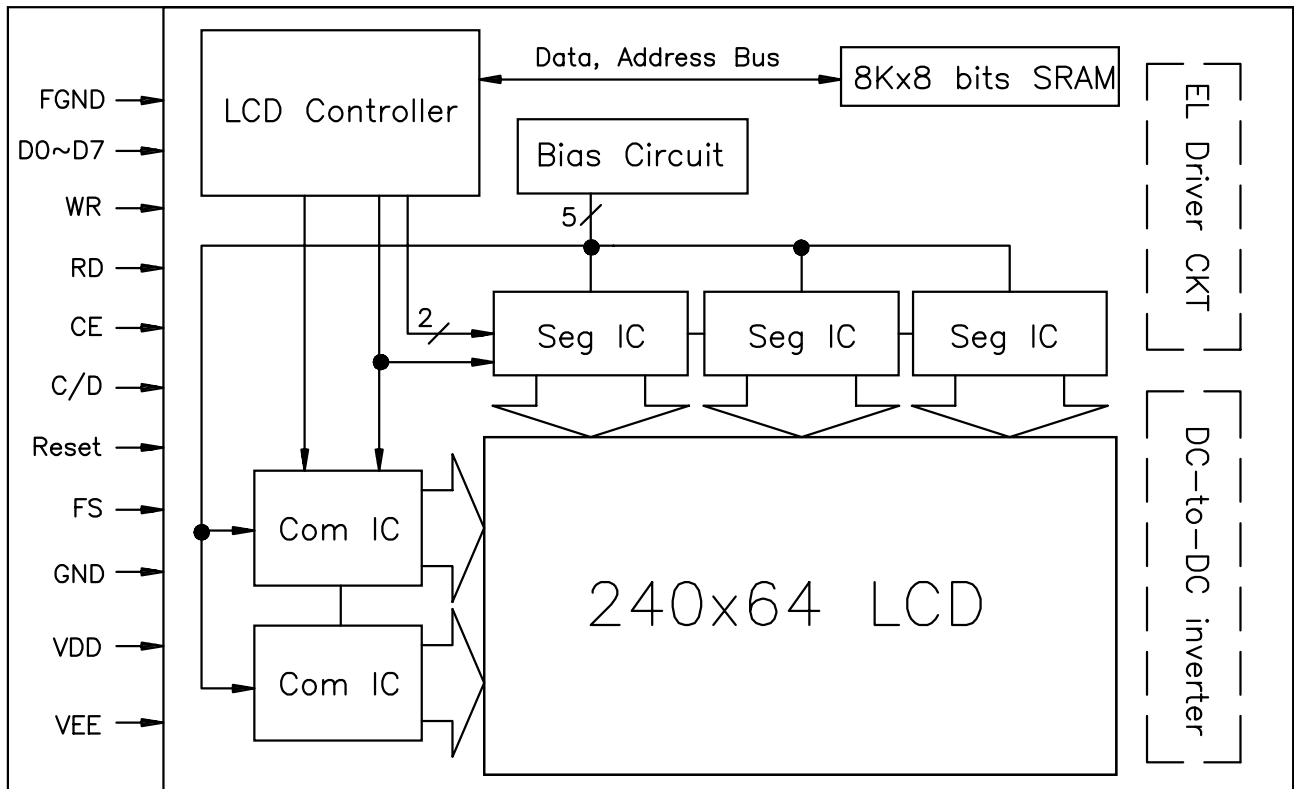 FGND
D0~D7
WR
RD
CE
C/D
Reset
FS
GND
VDD
VEE
LCD Controller
Data, Address Bus
8Kx8 bits SRAM
Bias Circuit
5
2
Seg IC
Seg IC
Seg IC
Com IC
Com IC
240x64 LCD
EL Driver CKT
DC-to-DC inverter